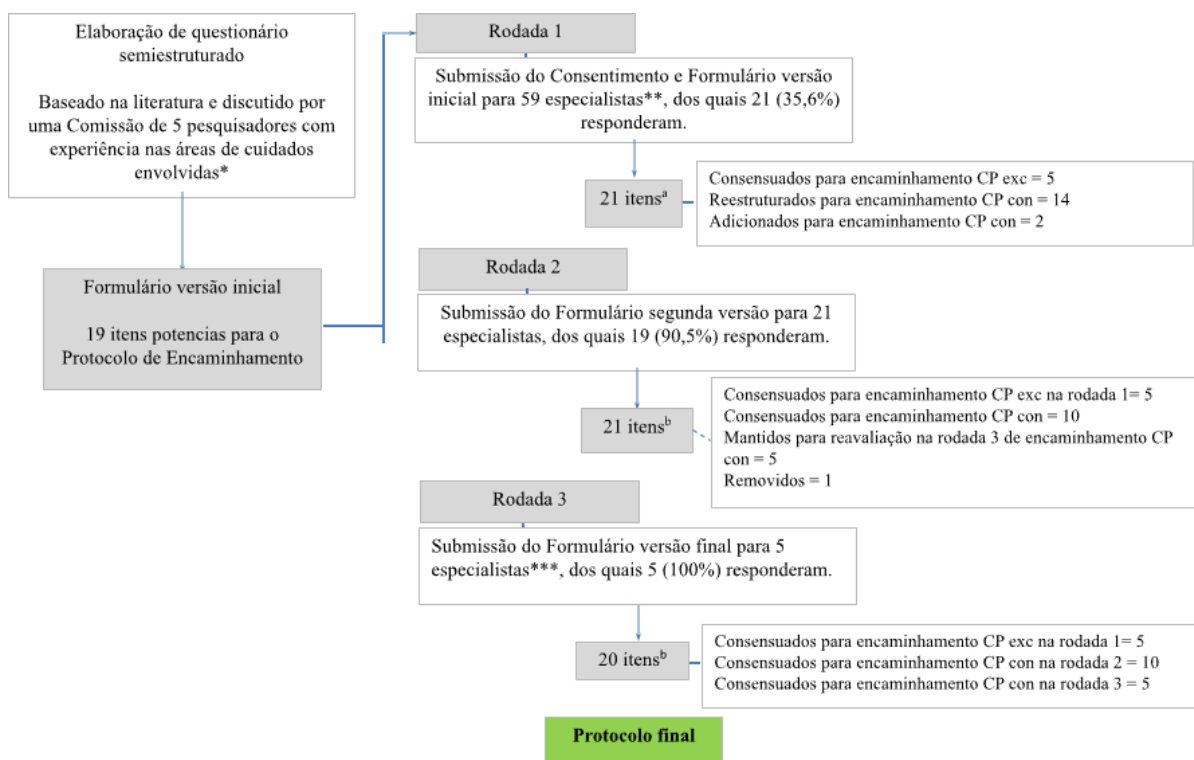 Elaboração de questionário
semiestruturado
Baseado na literatura e discutido por
uma Comissão de 5 pesquisadores com
experiência nas áreas de cuidados
envolvidas*
Formulário versão inicial
19 itens potencias para o
Protocolo de Encaminhamento
Rodada 1
Submissão do Consentimento e Formulário versão
inicial para 59 especialistas**, dos quais 21 (35,6%)
responderam.
21 itensᵃ
Consensuados para encaminhamento CP exc = 5
Reestruturados para encaminhamento CP con = 14
Adicionados para encaminhamento CP con = 2
Rodada 2
Submissão do Formulário segunda versão para 21
especialistas, dos quais 19 (90,5%) responderam.
21 itensᵇ
Consensuados para encaminhamento CP exc na rodada 1= 5
Consensuados para encaminhamento CP con = 10
Mantidos para reavaliação na rodada 3 de encaminhamento CP
con = 5
Removidos = 1
Rodada 3
Submissão do Formulário versão final para 5
especialistas***, dos quais 5 (100%) responderam.
20 itensᵇ
Consensuados para encaminhamento CP exc na rodada 1= 5
Consensuados para encaminhamento CP con na rodada 2 = 10
Consensuados para encaminhamento CP con na rodada 3 = 5
Protocolo final